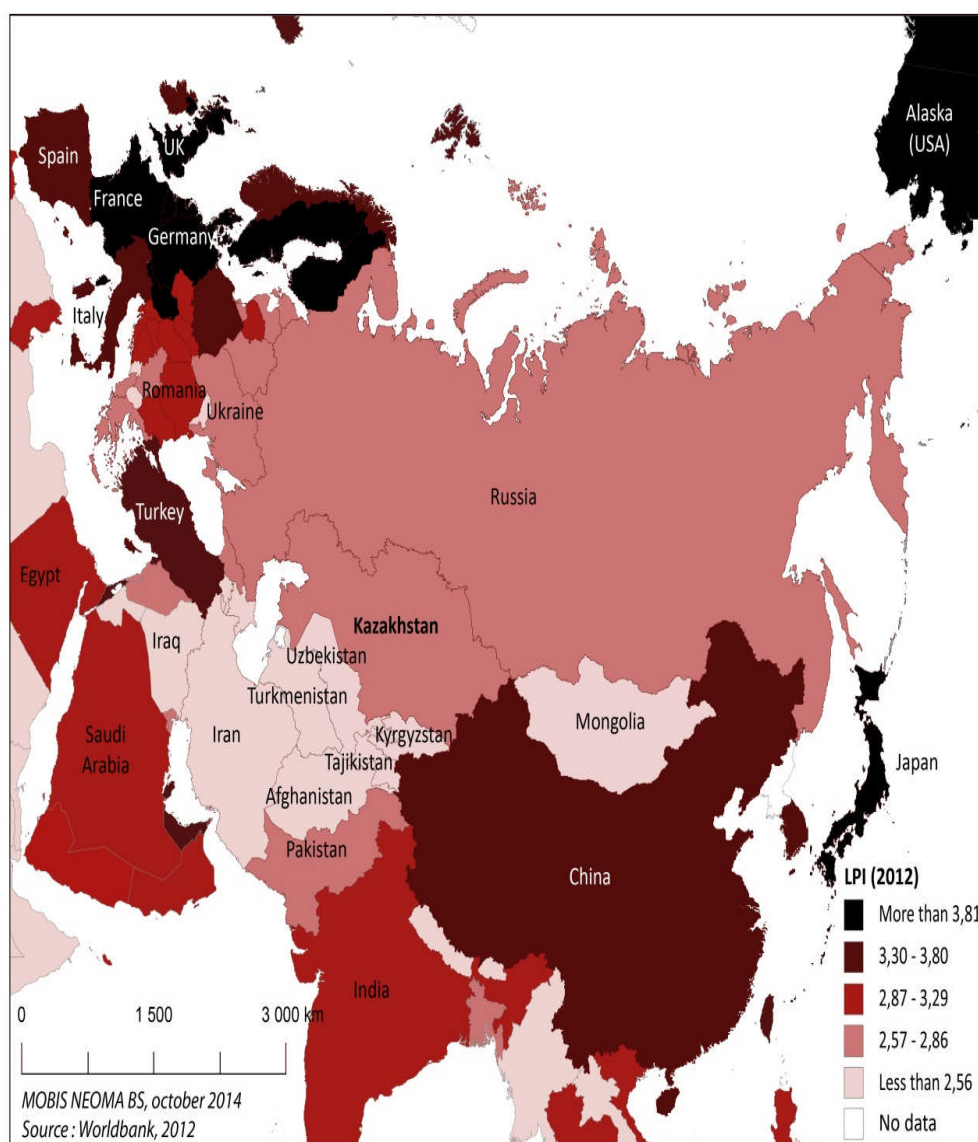 Alaska
(USA)
UK
Spain
France
Germany
Italy
Romania
Ukraine
Russia
Turkey
Egypt
Kazakhstan
Iraq
Uzbekistan
Turkmenistan
Mongolia
Iran
Kyrgyzstan
Saudi
Arabia
Tajikistan
Japan
Afghanistan
Pakistan
China
India
LPI (2012)
More than 3,81
3,30 - 3,80
2,87 - 3,29
2,57 - 2,86
Less than 2,56
No data
0 1 500 3 000 km
MOBIS NEOMA BS, october 2014
Source : Worldbank, 2012